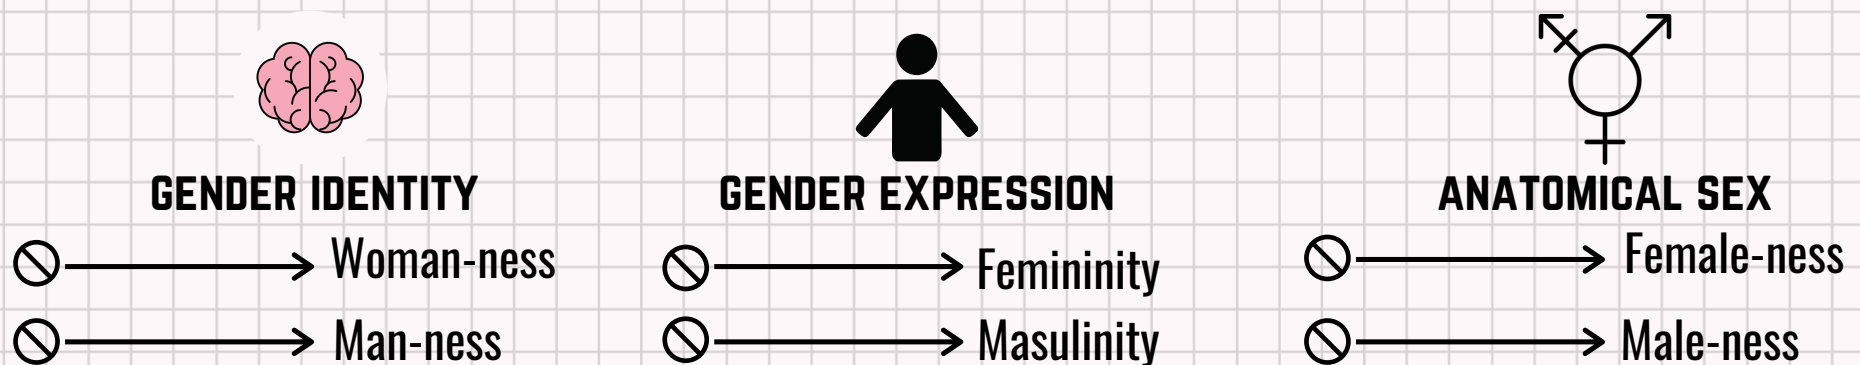 GENDER IDENTITY
Woman-ness
Man-ness
GENDER EXPRESSION
Femininity
Masulinity
ANATOMICAL SEX
Female-ness
Male-ness